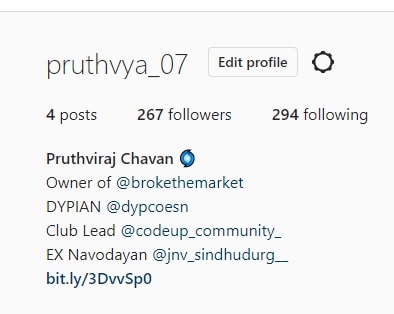 pruthvya_07 Edit profile
4 posts 267 followers 294 following
Pruthviraj Chavan
Owner of @brokethemarket
DYPIAN @dypcoesn
Club Lead @codeup_community_
EX Navodayan @jnv_sindhudurg__
bit.ly/3DvvSp0